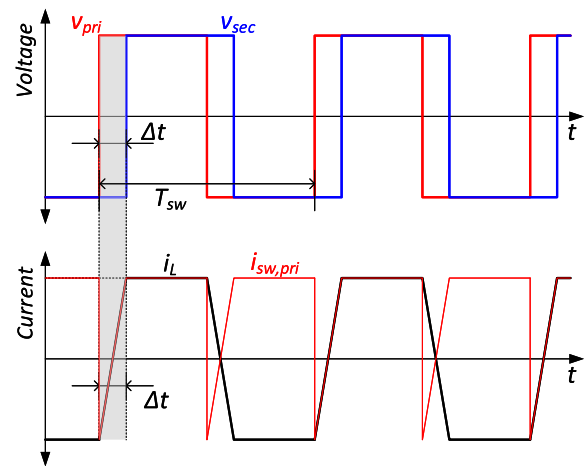 Voltage
v_pri
v_sec
Δt
t
T_sw
Current
i_L
i_sw,pri
Δt
t